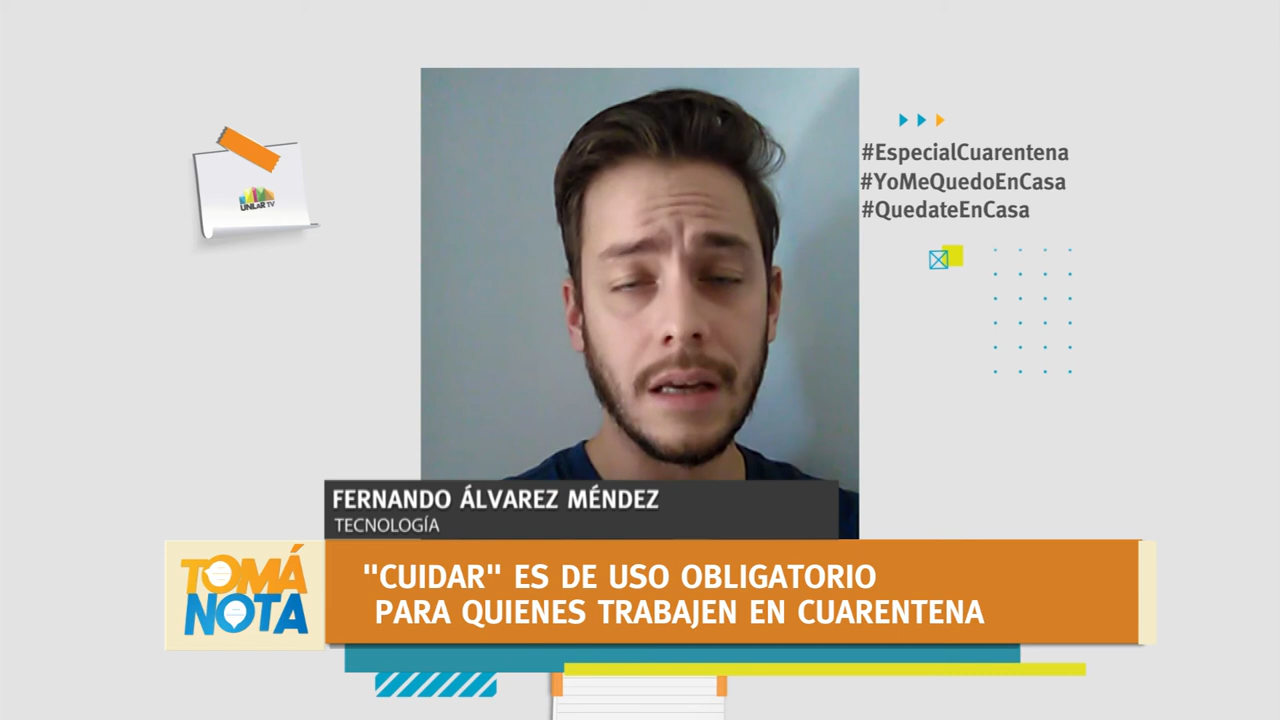 UNLaR TV
#EspecialCuarentena
#YoMeQuedoEnCasa
#QuedateEnCasa
FERNANDO ÁLVAREZ MÉNDEZ
TECNOLOGÍA
TOMÁ
NOTA
"CUIDAR" ES DE USO OBLIGATORIO
PARA QUIENES TRABAJEN EN CUARENTENA